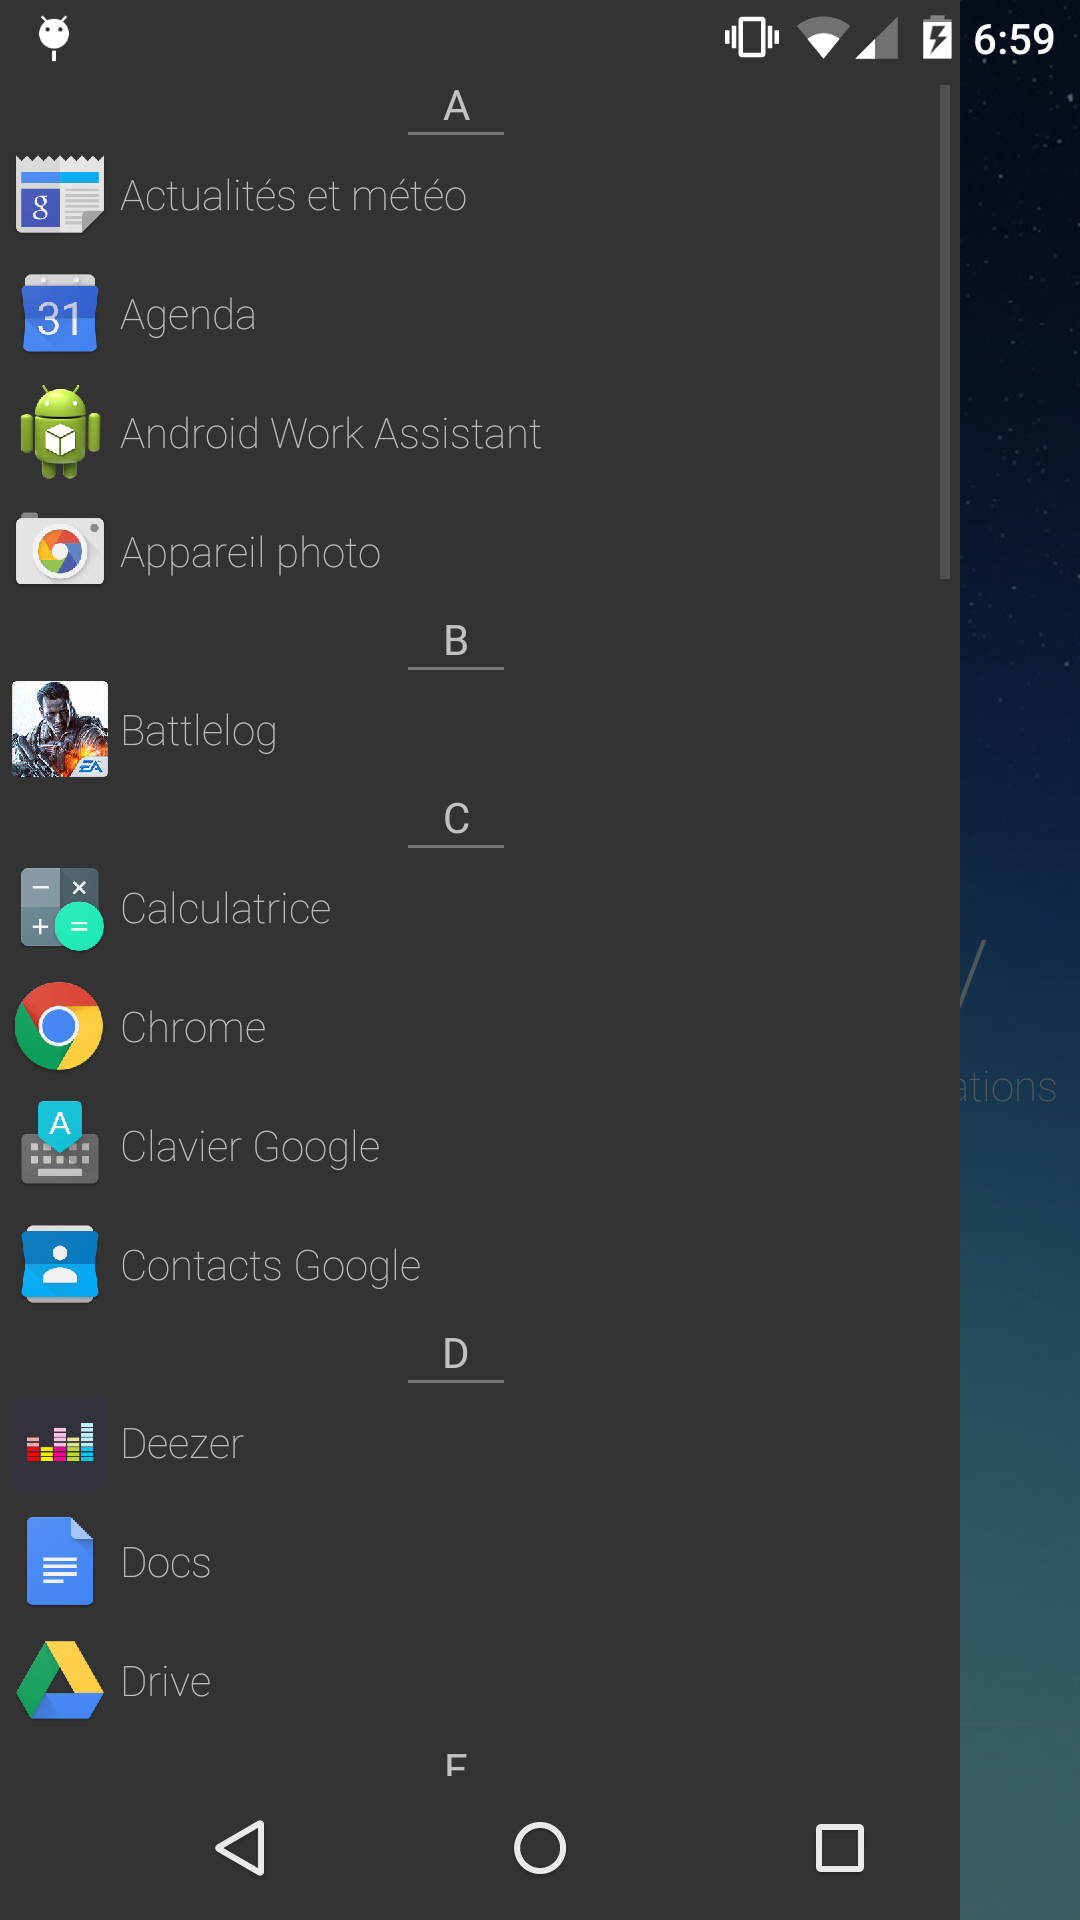 6:59
A
g
Actualités et météo
31
Agenda
Android Work Assistant
Appareil photo
B
EA
Battlelog
C
− ×
+ =
Calculatrice
Chrome
A
Clavier Google
Contacts Google
ations
D
Deezer
Docs
Drive